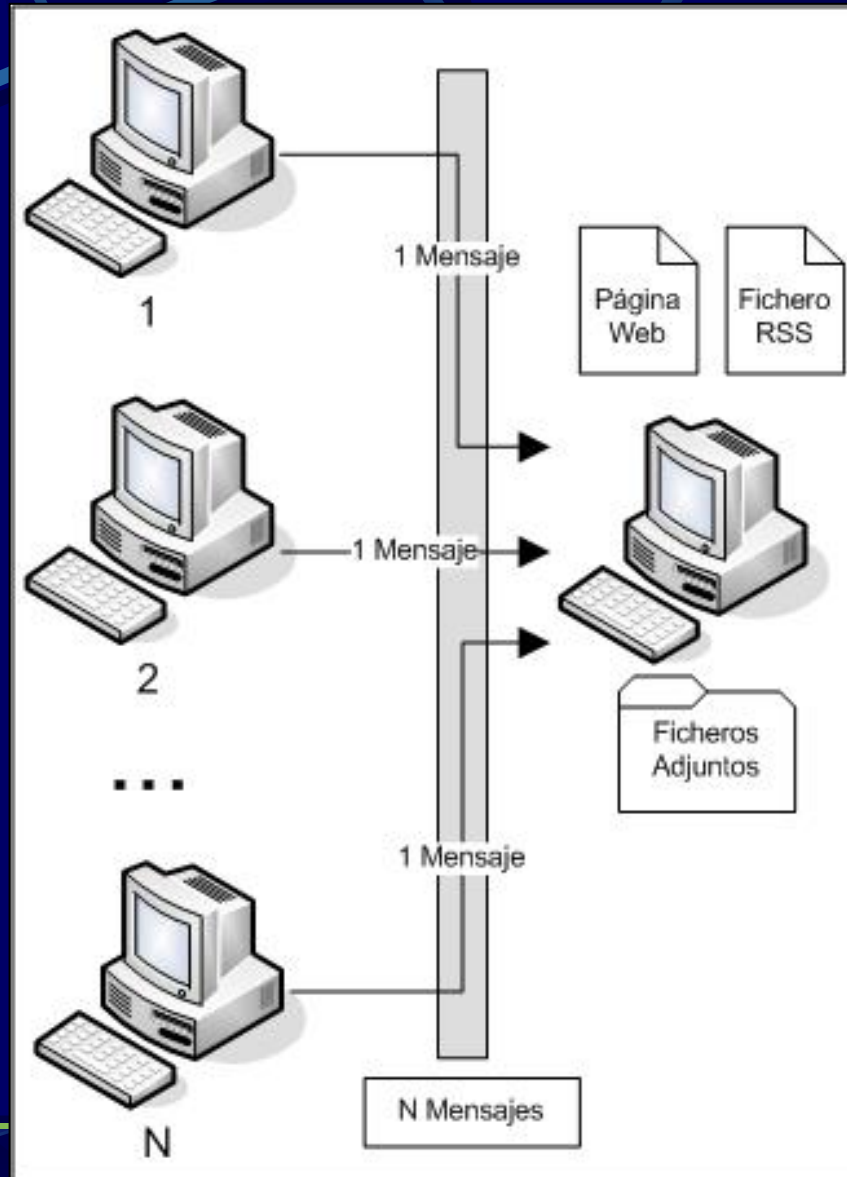 1 Mensaje
1
Página
Web
Fichero
RSS
1 Mensaje
2
Ficheros
Adjuntos
...
1 Mensaje
N Mensajes
N